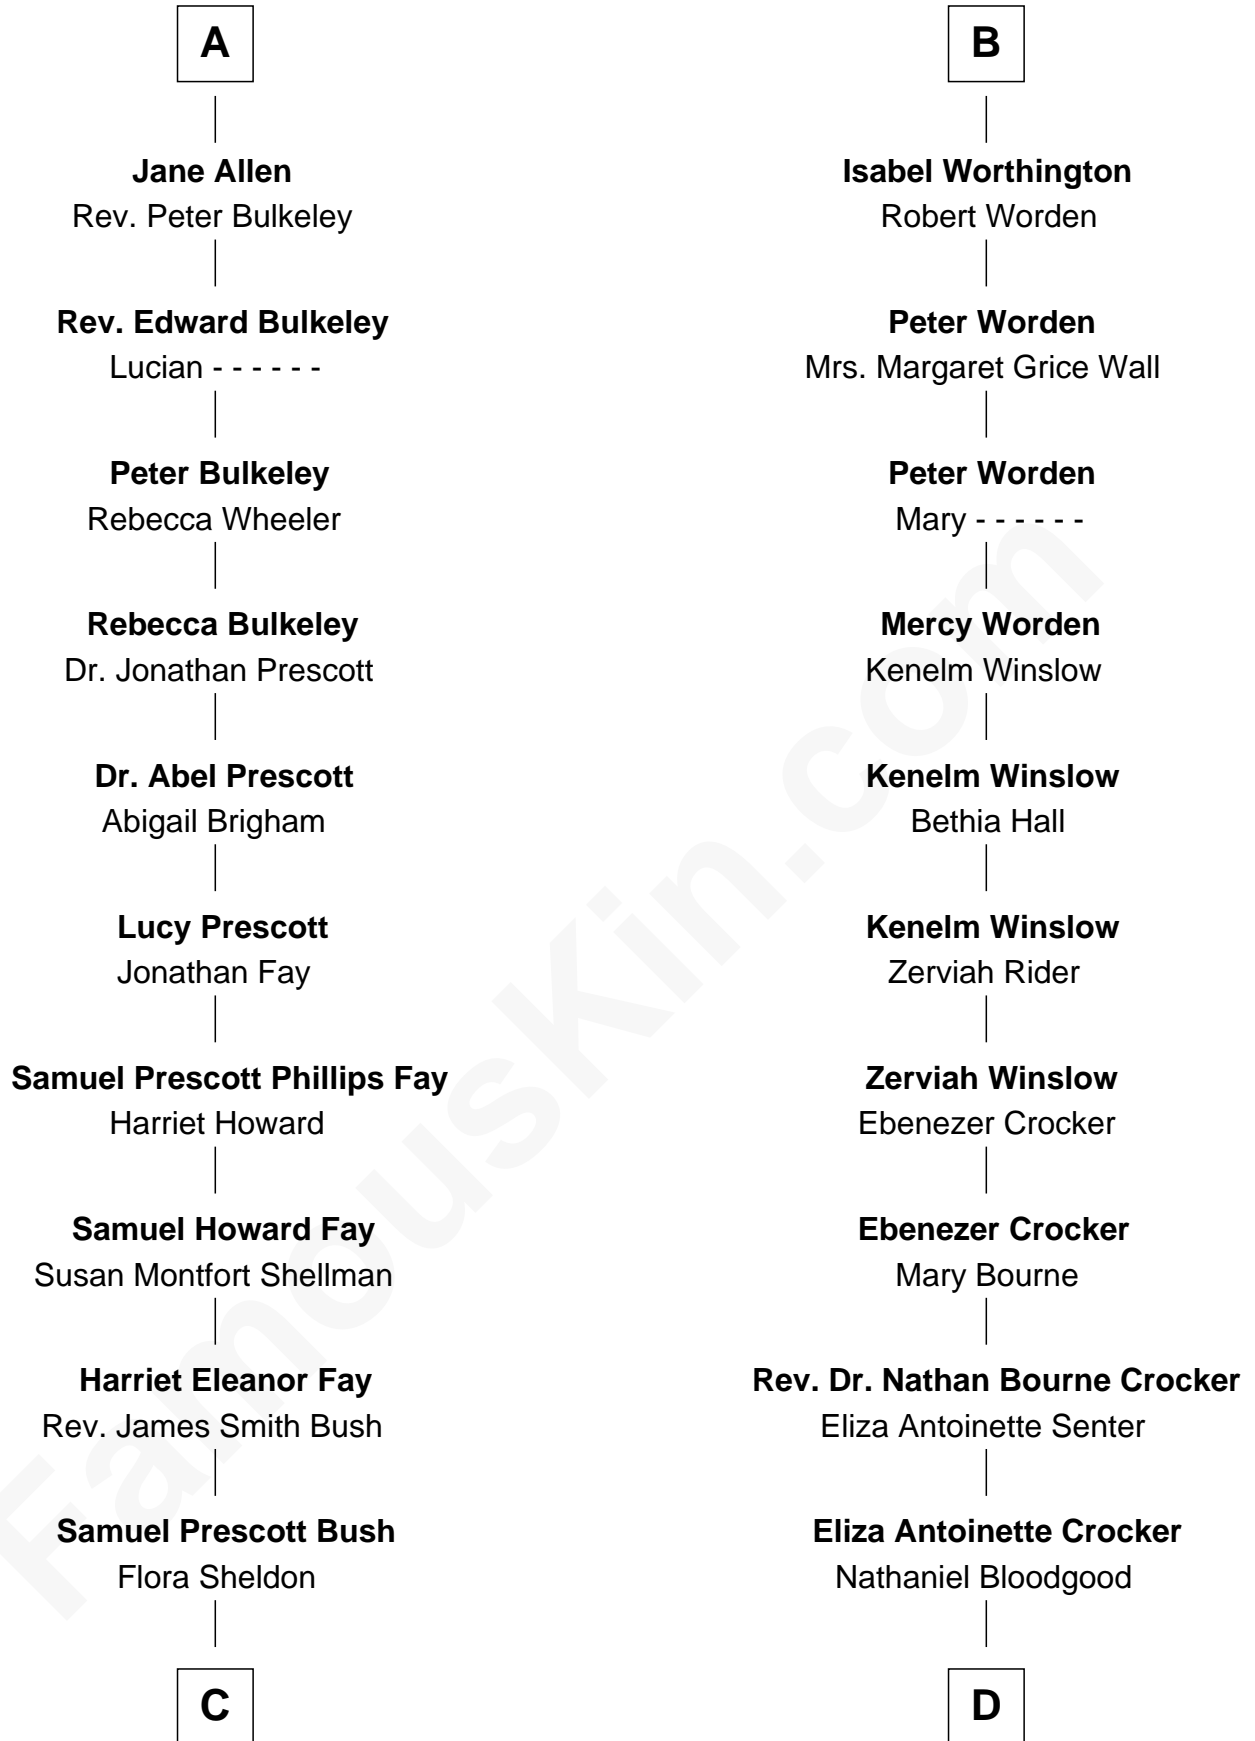 A
Jane Allen
Rev. Peter Bulkeley
Rev. Edward Bulkeley
Lucian - - - - - -
Peter Bulkeley
Rebecca Wheeler
Rebecca Bulkeley
Dr. Jonathan Prescott
Dr. Abel Prescott
Abigail Brigham
Lucy Prescott
Jonathan Fay
Samuel Prescott Phillips Fay
Harriet Howard
Samuel Howard Fay
Susan Montfort Shellman
Harriet Eleanor Fay
Rev. James Smith Bush
Samuel Prescott Bush
Flora Sheldon
C
B
Isabel Worthington
Robert Worden
Peter Worden
Mrs. Margaret Grice Wall
Peter Worden
Mary - - - - - -
Mercy Worden
Kenelm Winslow
Kenelm Winslow
Bethia Hall
Kenelm Winslow
Zerviah Rider
Zerviah Winslow
Ebenezer Crocker
Ebenezer Crocker
Mary Bourne
Rev. Dr. Nathan Bourne Crocker
Eliza Antoinette Senter
Eliza Antoinette Crocker
Nathaniel Bloodgood
D
FamousKin.com